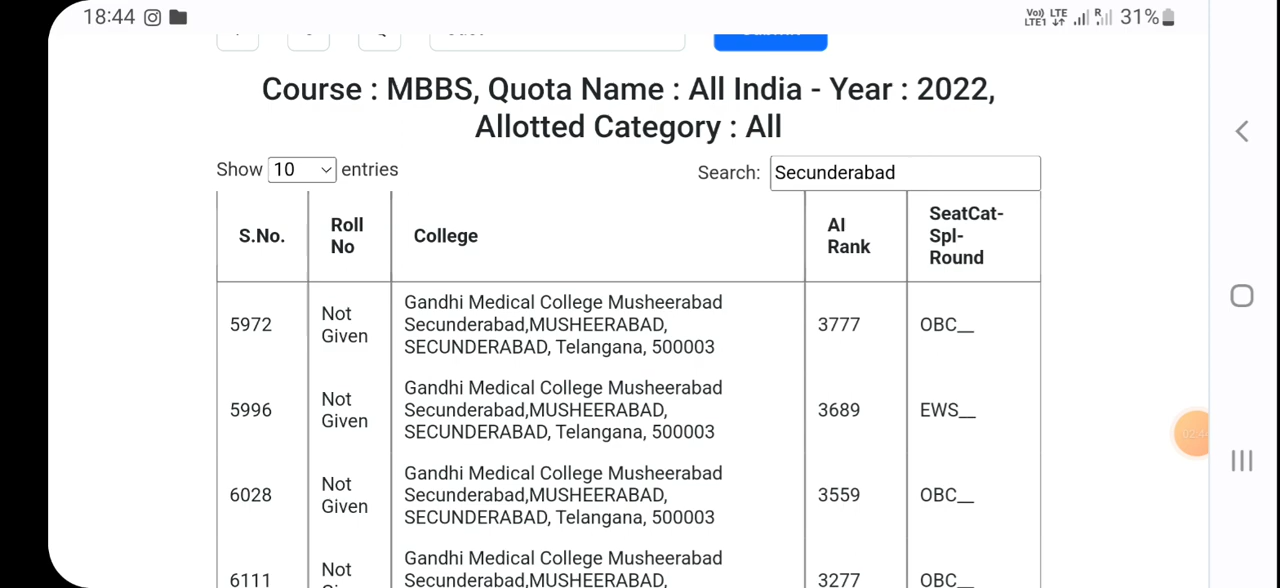 18:44
Vo) LTE
LTE1
R
31%
Course : MBBS, Quota Name : All India - Year : 2022,
Allotted Category : All
Show 10 entries
Search: Secunderabad
S.No.
Roll
No
College
AI
Rank
SeatCat-
Spl-
Round
5972
Not
Given
Gandhi Medical College Musheerabad
Secunderabad,MUSHEERABAD,
SECUNDERABAD, Telangana, 500003
3777
OBC__
5996
Not
Given
Gandhi Medical College Musheerabad
Secunderabad,MUSHEERABAD,
SECUNDERABAD, Telangana, 500003
3689
EWS__
6028
Not
Given
Gandhi Medical College Musheerabad
Secunderabad,MUSHEERABAD,
SECUNDERABAD, Telangana, 500003
3559
OBC__
6111
Not
Gandhi Medical College Musheerabad
Secunderabad,MUSHEERABAD,
3277
OBC__